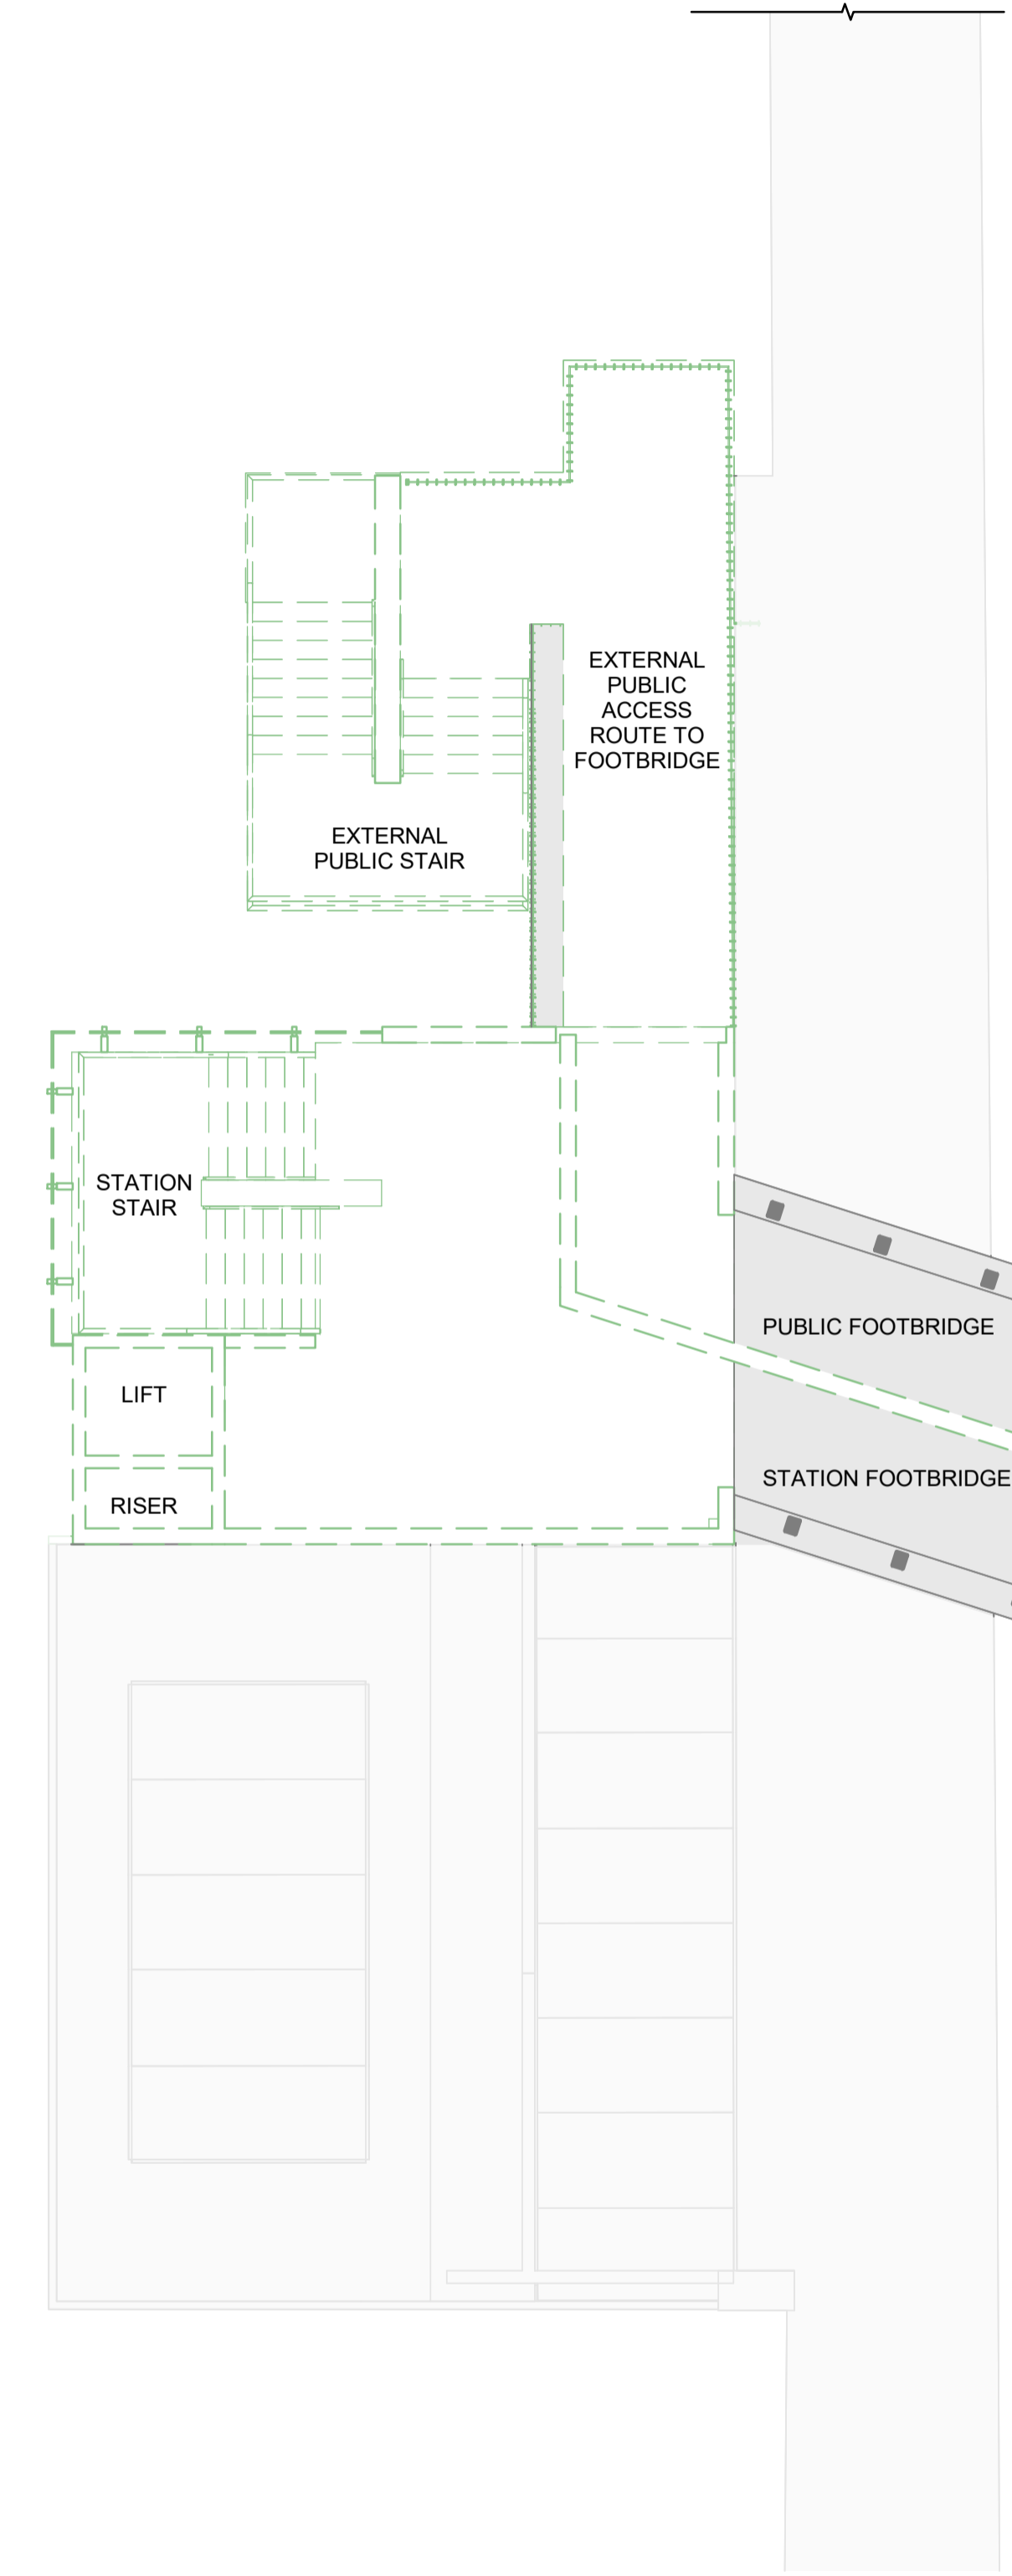 EXTERNAL
PUBLIC
ACCESS
ROUTE TO
FOOTBRIDGE
EXTERNAL
PUBLIC STAIR
STATION
STAIR
PUBLIC FOOTBRIDGE
LIFT
STATION FOOTBRIDGE
RISER